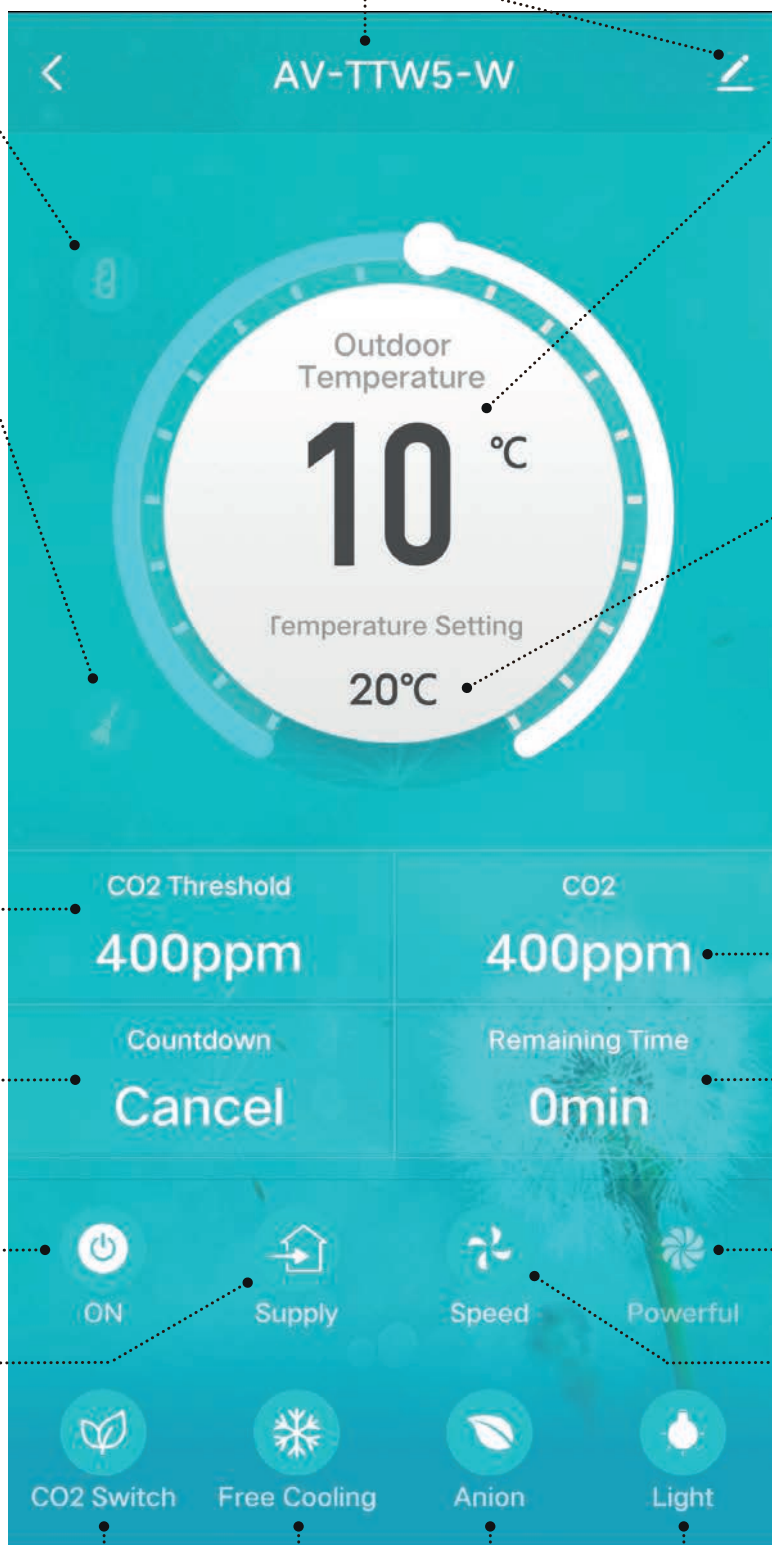 AV-TTW5-W
Outdoor
Temperature
10 °C
Temperature Setting
20°C
CO2 Threshold
CO2
400ppm
400ppm
Countdown
Remaining Time
Cancel
0min
ON
Supply
Speed
Powerful
CO2 Switch
Free Cooling
Anion
Light